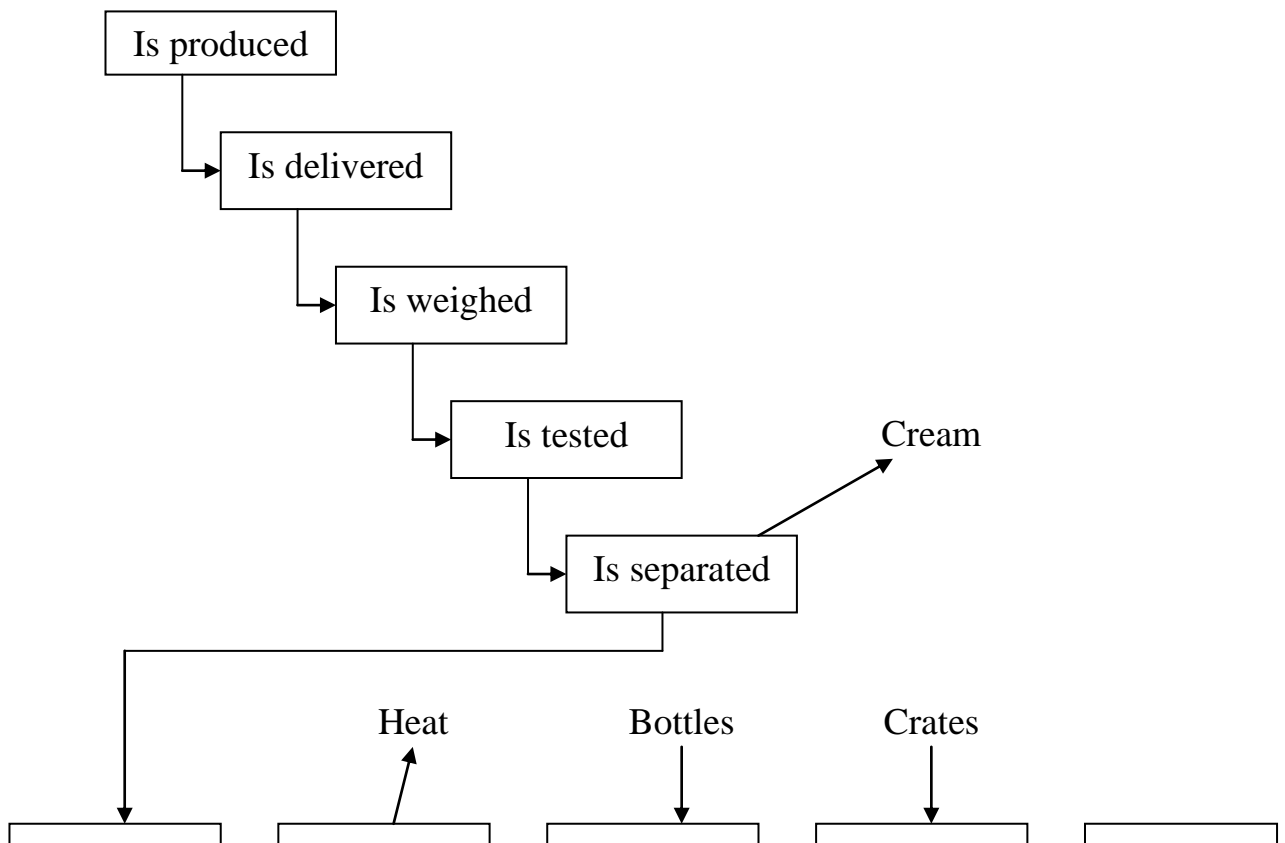 Is produced
Is delivered
Is weighed
Is tested
Cream
Is separated
Heat
Bottles
Crates